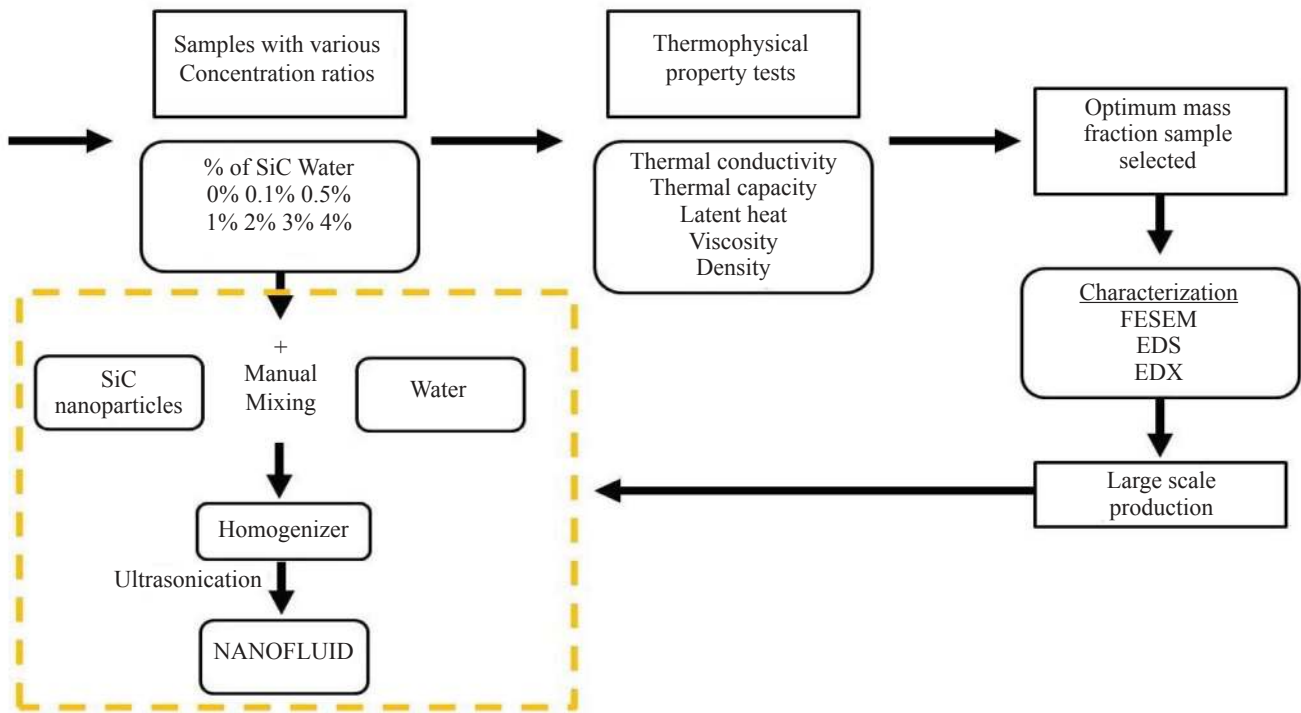 Samples with various
Concentration ratios
% of SiC Water
0% 0.1% 0.5%
1% 2% 3% 4%
Thermophysical
property tests
Thermal conductivity
Thermal capacity
Latent heat
Viscosity
Density
Optimum mass
fraction sample
selected
Characterization
FESEM
EDS
EDX
Large scale
production
SiC
nanoparticles
+
Manual
Mixing
Water
Homogenizer
Ultrasonication
NANOFLUID